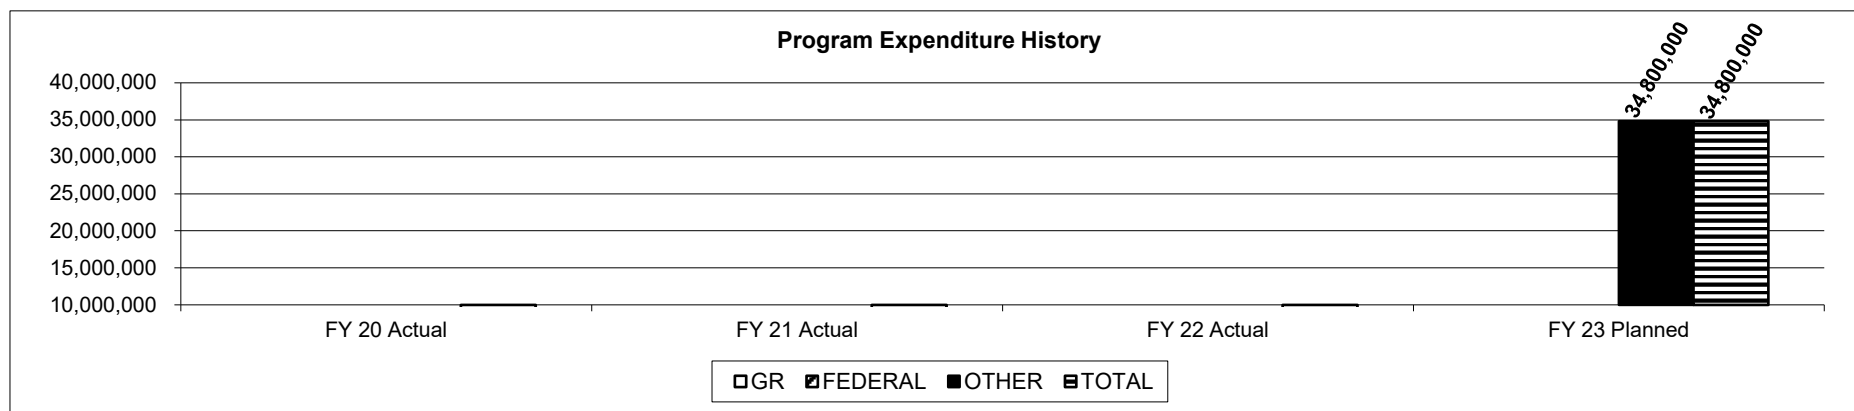 Program Expenditure History
34,800,000
34,800,000
40,000,000
35,000,000
30,000,000
25,000,000
20,000,000
15,000,000
10,000,000
FY 20 Actual
FY 21 Actual
FY 22 Actual
FY 23 Planned
GR FEDERAL OTHER TOTAL